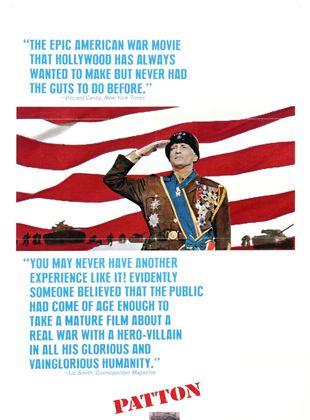 “THE EPIC AMERICAN WAR MOVIE
THAT HOLLYWOOD HAS ALWAYS
WANTED TO MAKE BUT NEVER HAD
THE GUTS TO DO BEFORE.”
—Vincent Canby, New York Times
“YOU MAY NEVER HAVE ANOTHER
EXPERIENCE LIKE IT! EVIDENTLY
SOMEONE BELIEVED THAT THE PUBLIC
HAD COME OF AGE ENOUGH TO
TAKE A MATURE FILM ABOUT A
REAL WAR WITH A HERO-VILLAIN
IN ALL HIS GLORIOUS AND
VAINGLORIOUS HUMANITY.”
—Liz Smith, Cosmopolitan Magazine
PATTON